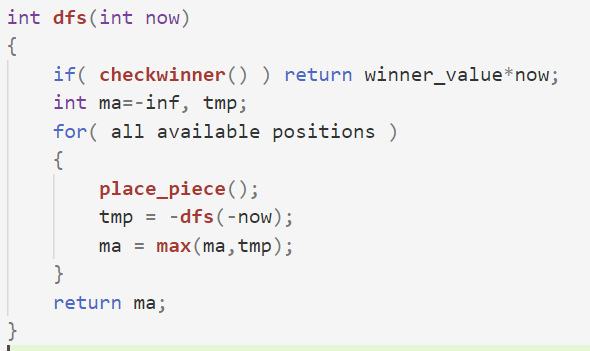 int dfs(int now)
{
    if( checkwinner() ) return winner_value*now;
    int ma=-inf, tmp;
    for( all available positions )
    {
        place_piece();
        tmp = -dfs(-now);
        ma = max(ma,tmp);
    }
    return ma;
}